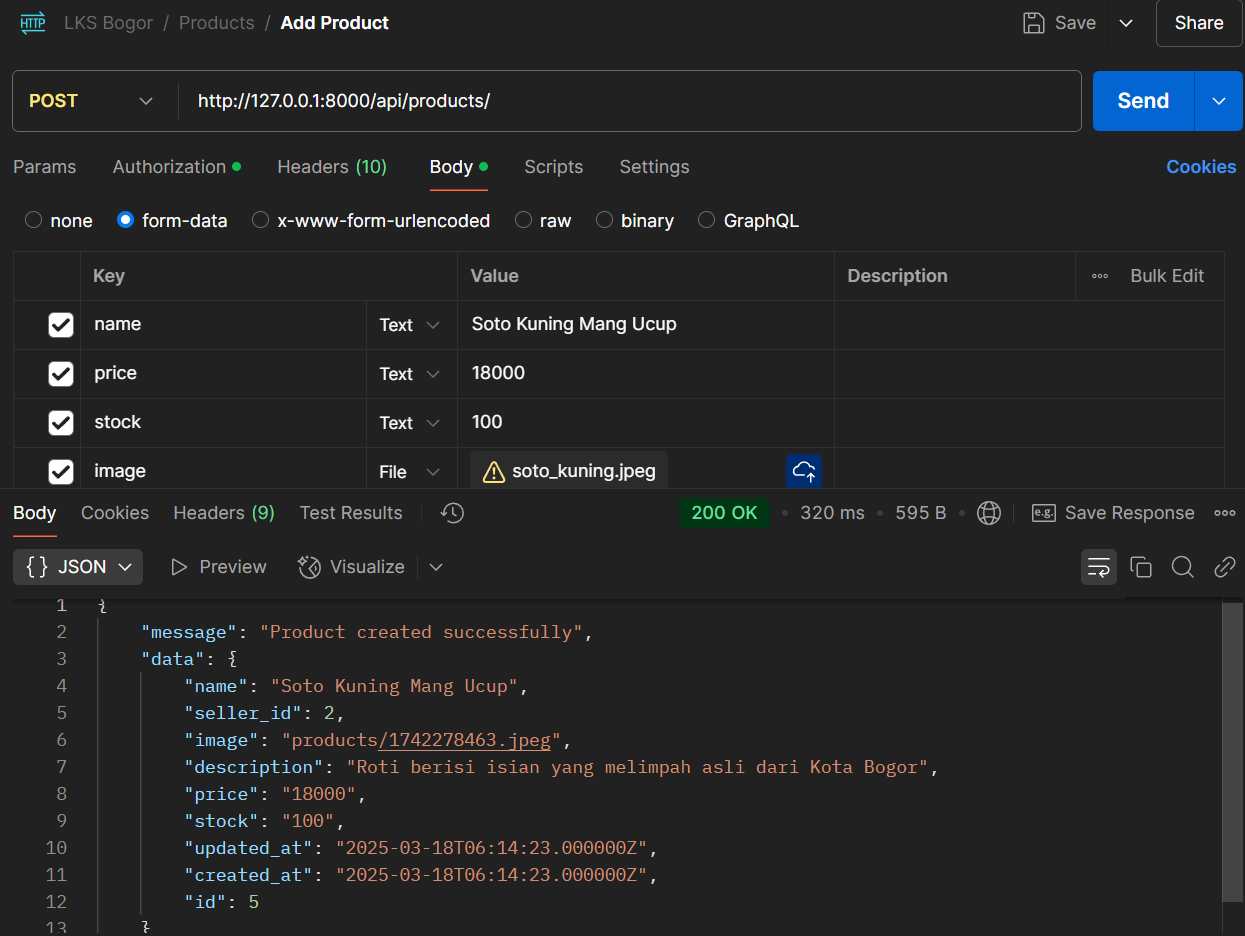 HTTP LKS Bogor / Products / Add Product Save Share
POST http://127.0.0.1:8000/api/products/ Send
Params Authorization Headers (10) Body Scripts Settings Cookies
none form-data x-www-form-urlencoded raw binary GraphQL
Key Value Description Bulk Edit
name Text Soto Kuning Mang Ucup
price Text 18000
stock Text 100
image File soto_kuning.jpeg
Body Cookies Headers (9) Test Results 200 OK 320 ms 595 B e.g. Save Response
{} JSON Preview Visualize
1 {
2 "message": "Product created successfully",
3 "data": {
4 "name": "Soto Kuning Mang Ucup",
5 "seller_id": 2,
6 "image": "products/1742278463.jpeg",
7 "description": "Roti berisi isian yang melimpah asli dari Kota Bogor",
8 "price": "18000",
9 "stock": "100",
10 "updated_at": "2025-03-18T06:14:23.000000Z",
11 "created_at": "2025-03-18T06:14:23.000000Z",
12 "id": 5
13 }